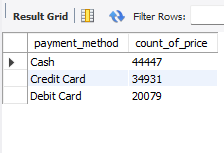 Result Grid Filter Rows:
payment_method count_of_price
Cash 44447
Credit Card 34931
Debit Card 20079